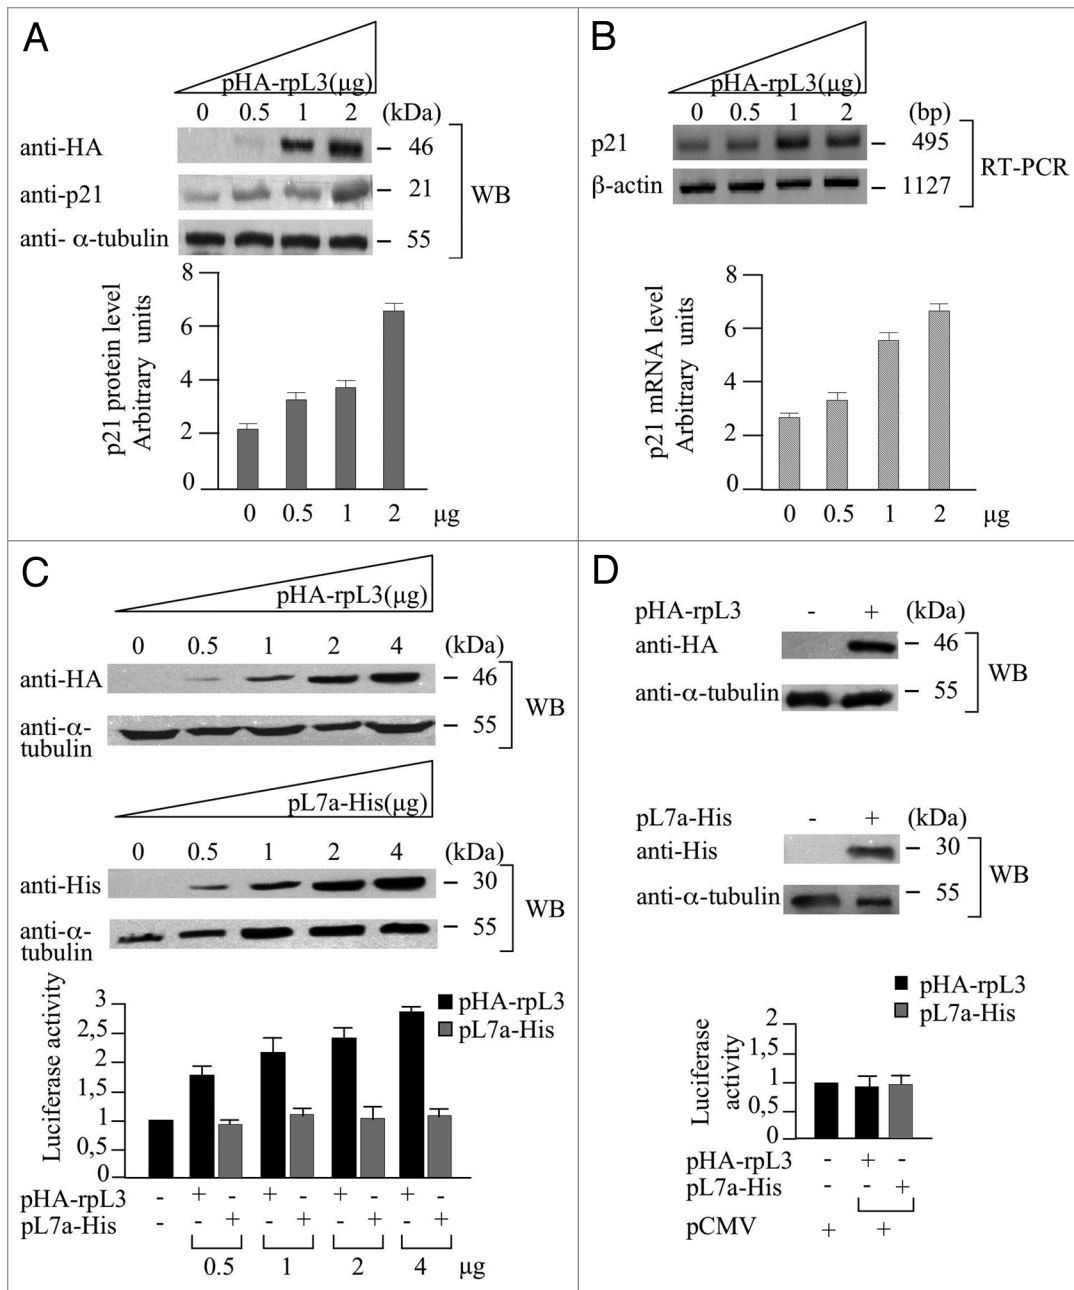 A
pHA-rpL3(μg)
0 0.5 1 2 (kDa)
anti-HA 46
anti-p21 21
anti- α-tubulin 55
WB
8
6
4
2
0
p21 protein level
Arbitrary units
0 0.5 1 2 μg
B
pHA-rpL3(μg)
0 0.5 1 2 (bp)
p21 495
β-actin 1127
RT-PCR
8
6
4
2
0
p21 mRNA level
Arbitrary units
0 0.5 1 2 μg
C
pHA-rpL3(μg)
0 0.5 1 2 4 (kDa)
anti-HA 46
anti-α-
tubulin
55
WB
pL7a-His(μg)
0 0.5 1 2 4 (kDa)
anti-His 30
anti-α-
tubulin
55
WB
pHA-rpL3
pL7a-His
Luciferase activity
3
2,5
2
1,5
1
0,5
0
pHA-rpL3 - + - + - + - + -
pL7a-His - - + - + - + - +
0.5 1 2 4 μg
D
pHA-rpL3 - + (kDa)
anti-HA 46
anti-α-tubulin 55
WB
pL7a-His - + (kDa)
anti-His 30
anti-α-tubulin 55
WB
pHA-rpL3
pL7a-His
Luciferase
activity
2
1,5
1
0,5
0
pHA-rpL3 - + -
pL7a-His - - +
pCMV + +